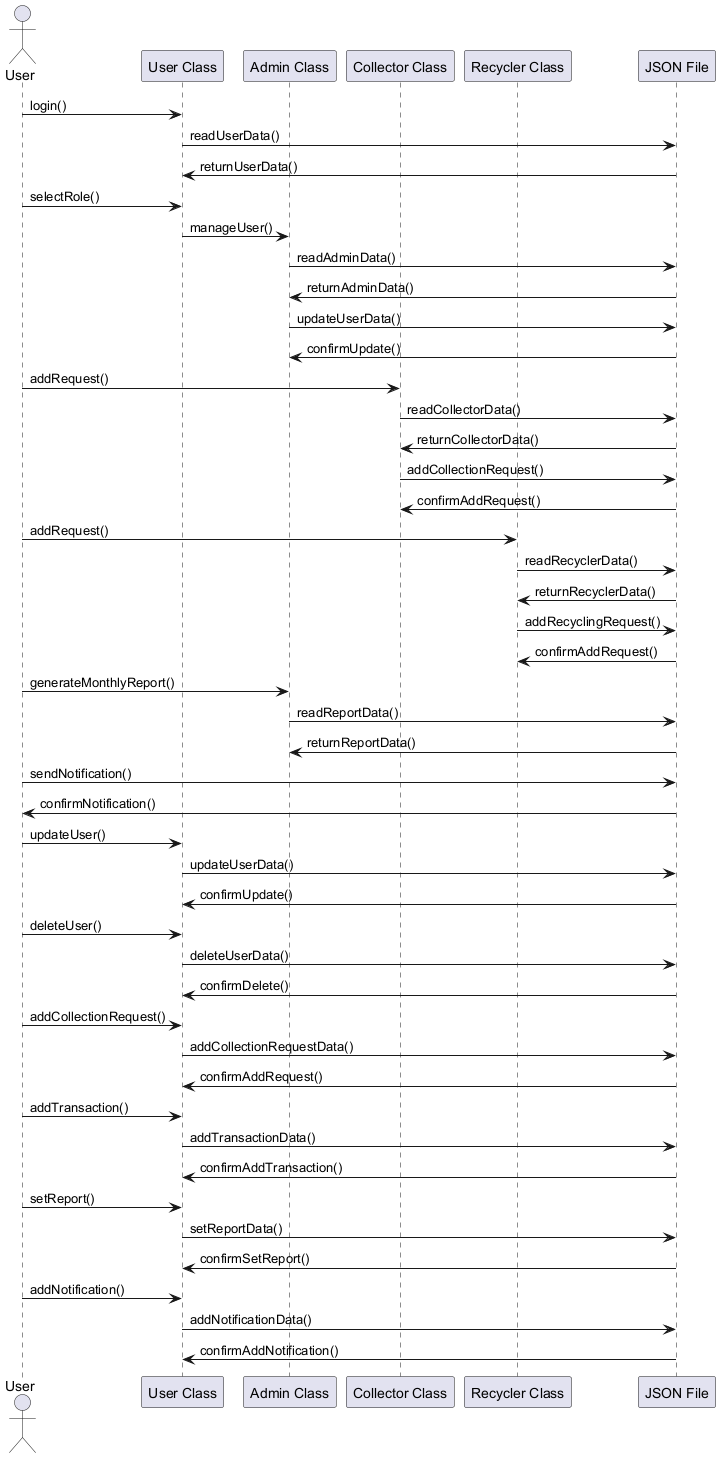 User
User Class
Admin Class
Collector Class
Recycler Class
JSON File
login()
readUserData()
returnUserData()
selectRole()
manageUser()
readAdminData()
returnAdminData()
updateUserData()
confirmUpdate()
addRequest()
readCollectorData()
returnCollectorData()
addCollectionRequest()
confirmAddRequest()
addRequest()
readRecyclerData()
returnRecyclerData()
addRecyclingRequest()
confirmAddRequest()
generateMonthlyReport()
readReportData()
returnReportData()
sendNotification()
confirmNotification()
updateUser()
updateUserData()
confirmUpdate()
deleteUser()
deleteUserData()
confirmDelete()
addCollectionRequest()
addCollectionRequestData()
confirmAddRequest()
addTransaction()
addTransactionData()
confirmAddTransaction()
setReport()
setReportData()
confirmSetReport()
addNotification()
addNotificationData()
confirmAddNotification()
User
User Class
Admin Class
Collector Class
Recycler Class
JSON File